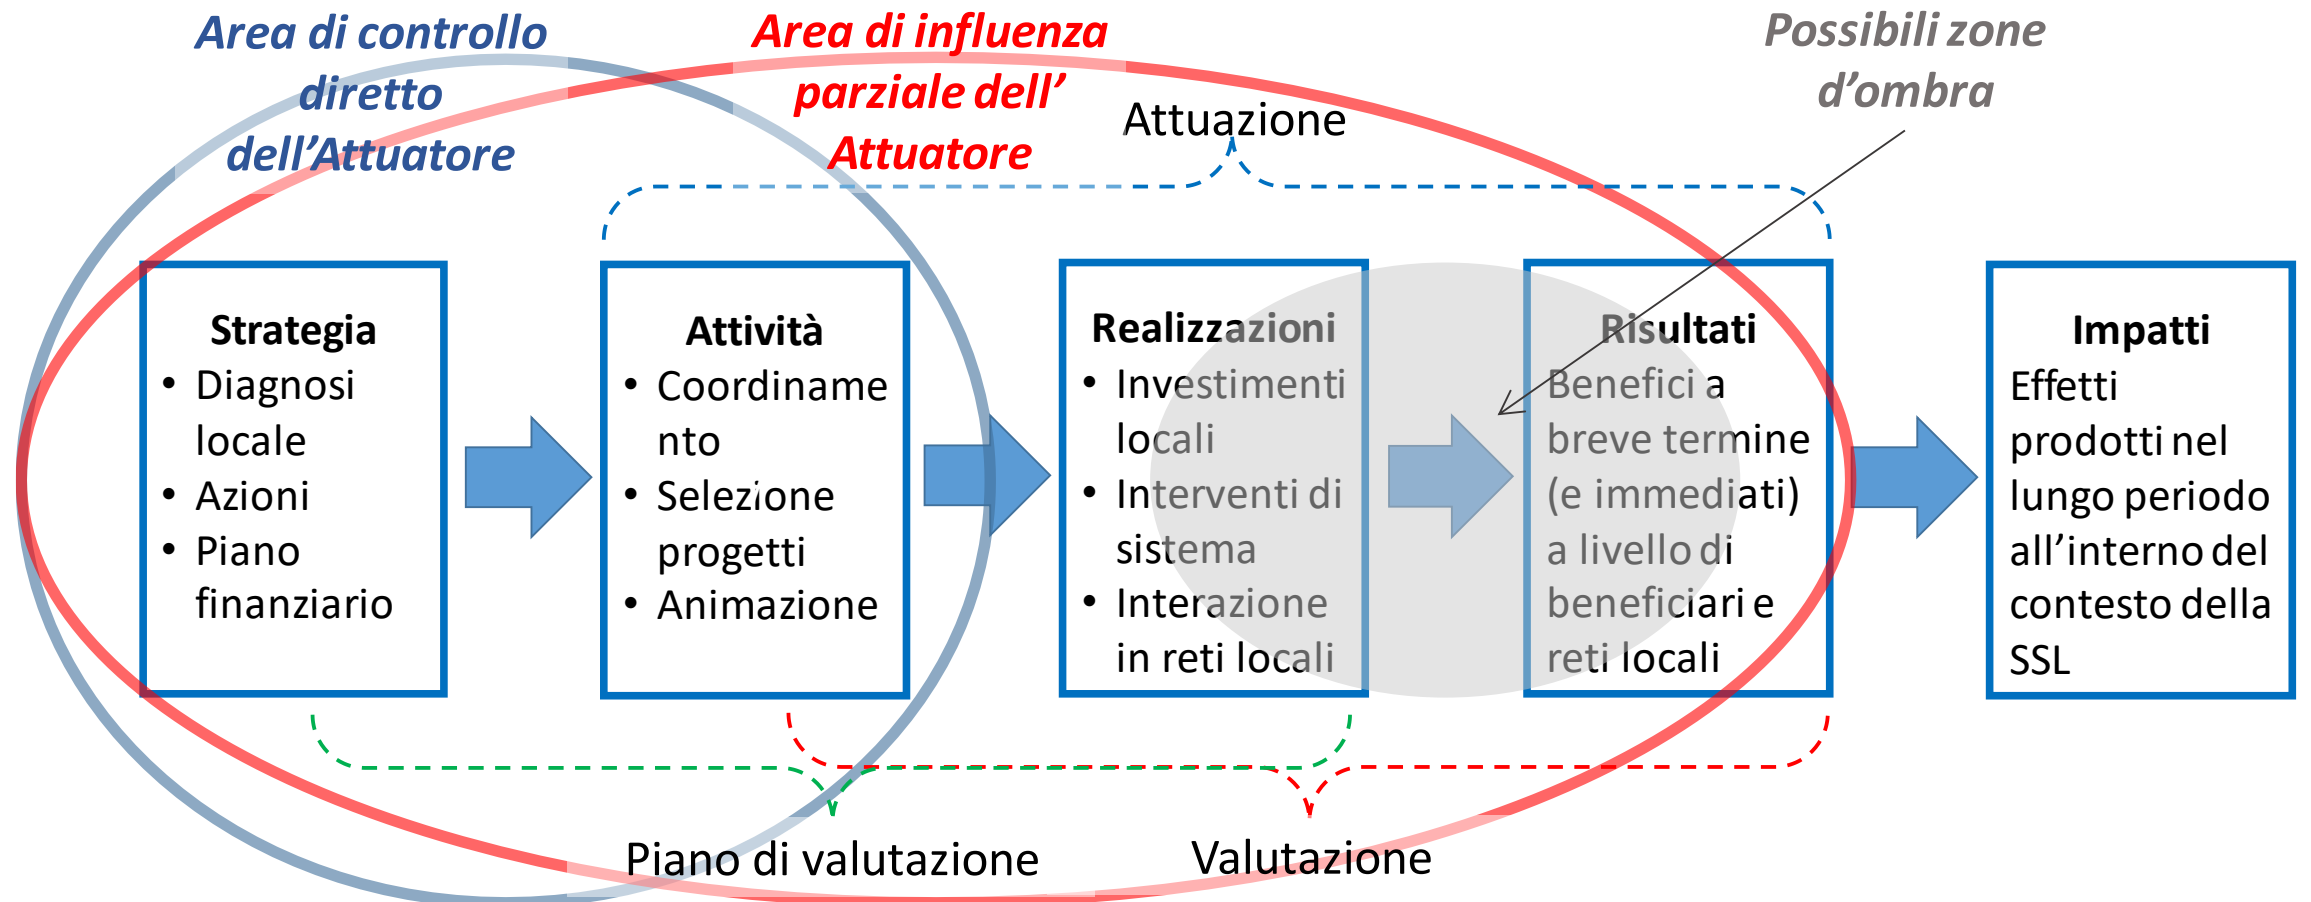 Area di controllo
diretto
dell’Attuatore
Area di influenza
parziale dell’
Attuatore
Possibili zone
d’ombra
Attuazione
Strategia
• Diagnosi
locale
• Azioni
• Piano
finanziario
Attività
• Coordiname
nto
• Selezione
progetti
• Animazione
Realizzazioni
• Investimenti
locali
• Interventi di
sistema
• Interazione
in reti locali
Risultati
Benefici a
breve termine
(e immediati)
a livello di
beneficiari e
reti locali
Impatti
Effetti
prodotti nel
lungo periodo
all’interno del
contesto della
SSL
Piano di valutazione
Valutazione